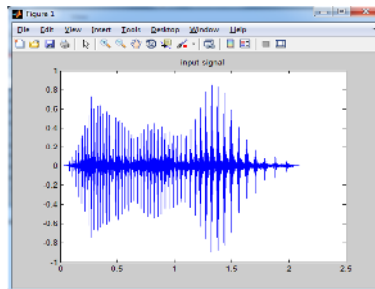 Figure 1
File Edit View Insert Tools Desktop Window Help
input signal
1
0.8
0.6
0.4
0.2
0
-0.2
-0.4
-0.6
-0.8
-1
0 0.5 1 1.5 2 2.5